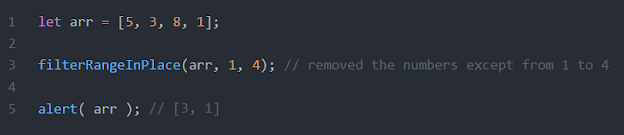 1 let arr = [5, 3, 8, 1];
2
3 filterRangeInPlace(arr, 1, 4); // removed the numbers except from 1 to 4
4
5 alert( arr ); // [3, 1]